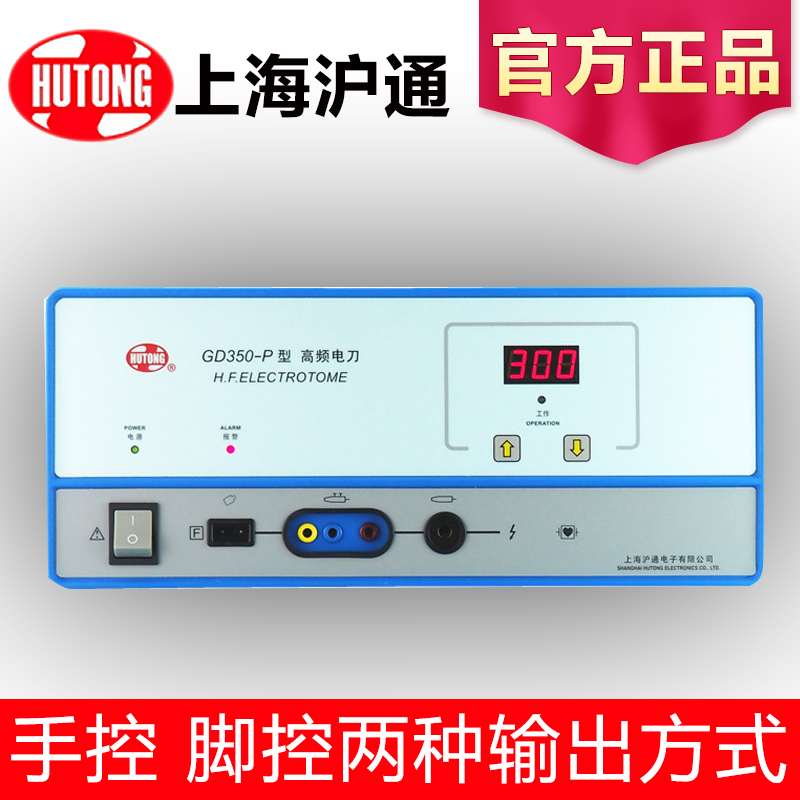 HUTONG
上海沪通
官方正品
HUTONG
®
GD350-P 型 高频电刀
H.F.ELECTROTOME
300
工作
OPERATION
POWER
电源
ALARM
报警
F
上海沪通电子有限公司
SHANGHAI HUTONG ELECTRONICS CO., LTD.
手控 脚控两种输出方式